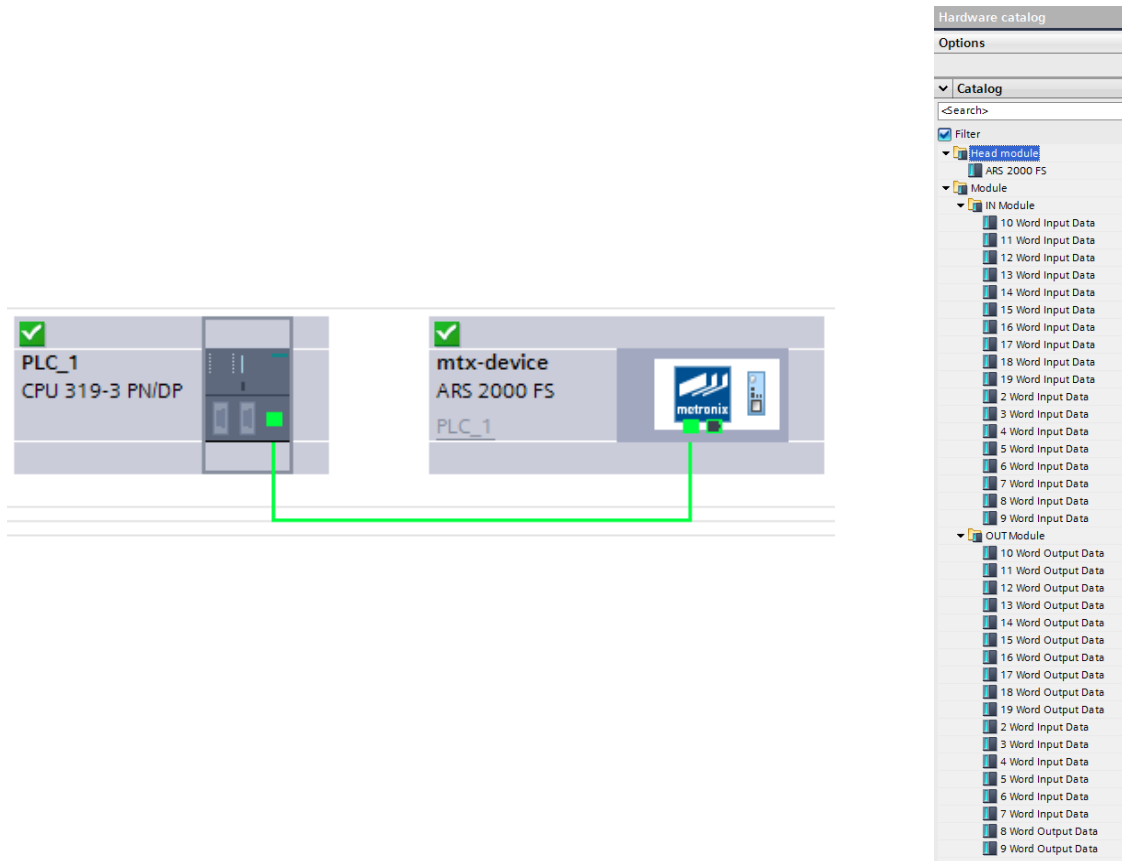 PLC_1
CPU 319-3 PN/DP
mtx-device
ARS 2000 FS
PLC_1
metronix
Hardware catalog
Options
Catalog
<Search>
Filter
Head module
ARS 2000 FS
Module
IN Module
10 Word Input Data
11 Word Input Data
12 Word Input Data
13 Word Input Data
14 Word Input Data
15 Word Input Data
16 Word Input Data
17 Word Input Data
18 Word Input Data
19 Word Input Data
2 Word Input Data
3 Word Input Data
4 Word Input Data
5 Word Input Data
6 Word Input Data
7 Word Input Data
8 Word Input Data
9 Word Input Data
OUT Module
10 Word Output Data
11 Word Output Data
12 Word Output Data
13 Word Output Data
14 Word Output Data
15 Word Output Data
16 Word Output Data
17 Word Output Data
18 Word Output Data
19 Word Output Data
2 Word Input Data
3 Word Input Data
4 Word Input Data
5 Word Input Data
6 Word Input Data
7 Word Input Data
8 Word Output Data
9 Word Output Data